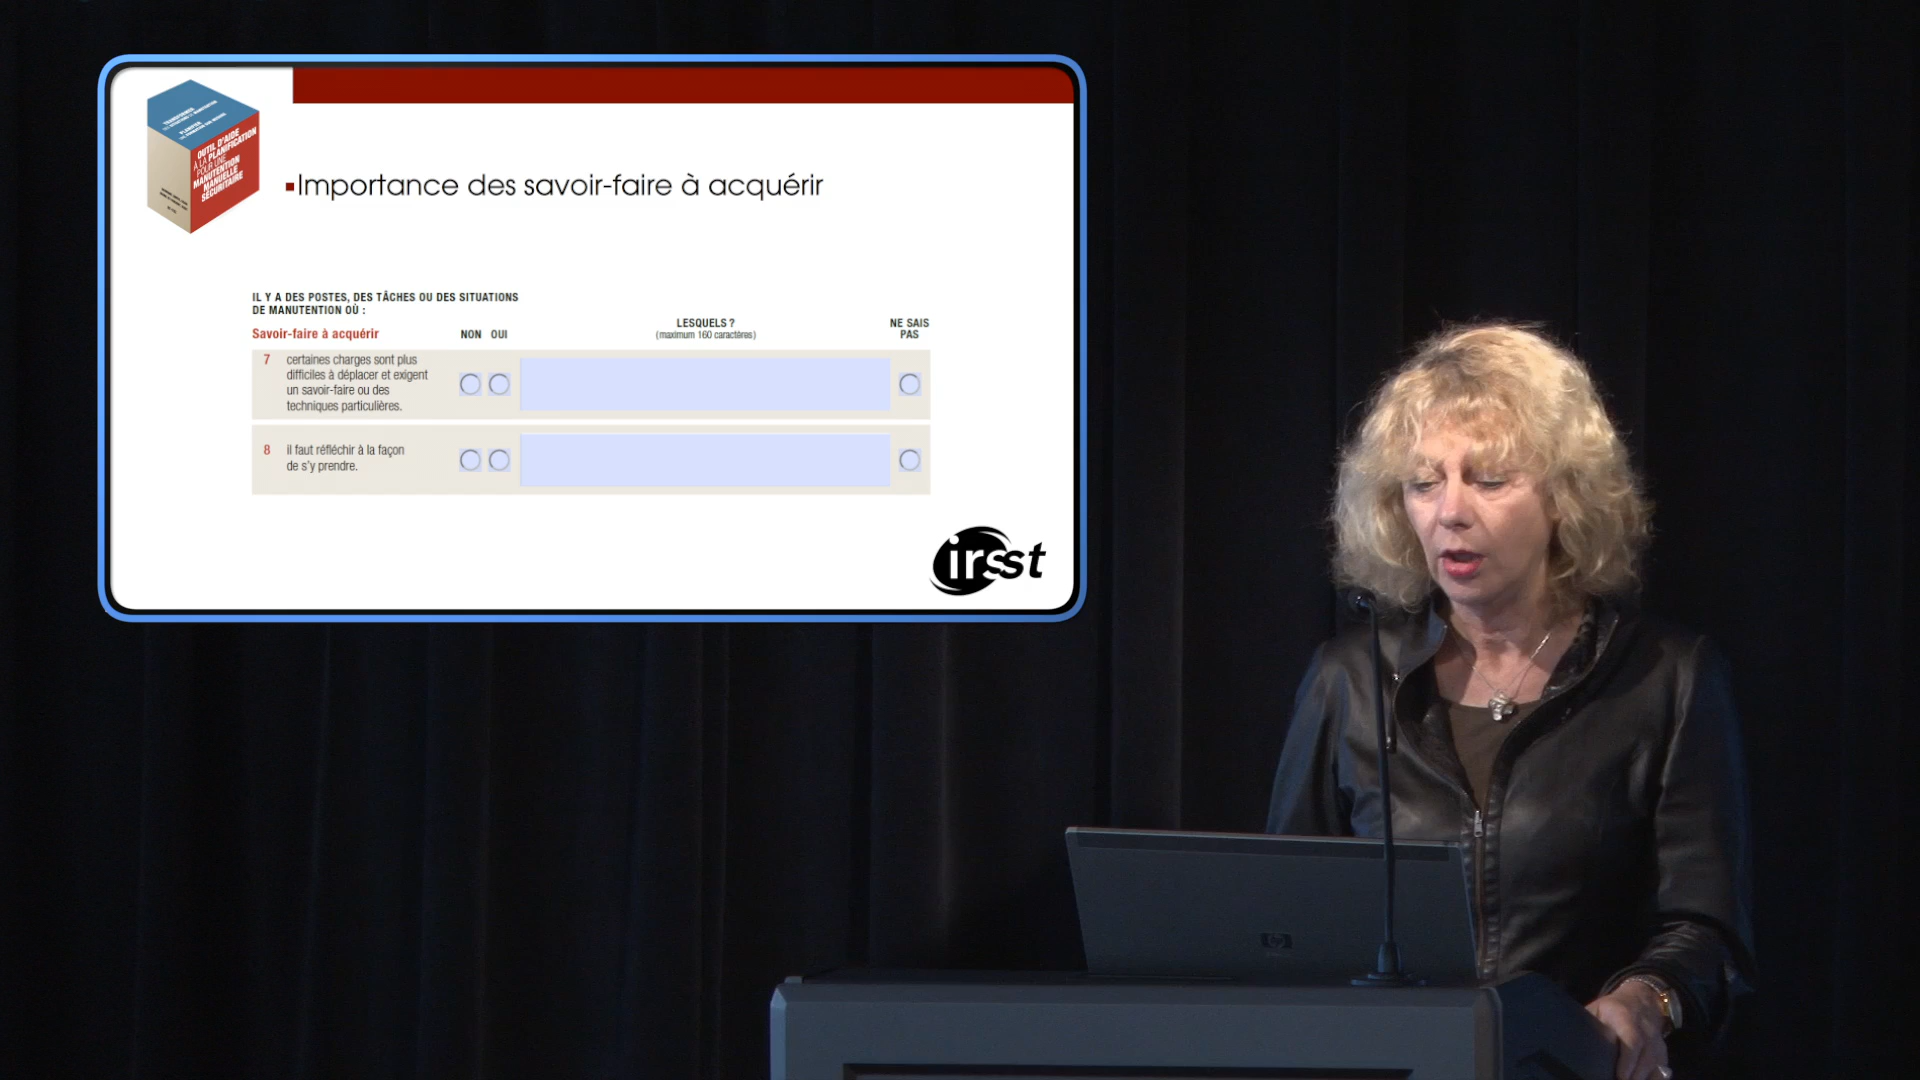 OUTIL D'AIDE
À LA PLANIFICATION
POUR UNE
MANUTENTION
MANUELLE
SÉCURITAIRE
▪Importance des savoir-faire à acquérir
IL Y A DES POSTES, DES TÂCHES OU DES SITUATIONS
DE MANUTENTION OÙ :
Savoir-faire à acquérir NON OUI LESQUELS ? NE SAIS
(maximum 160 caractères) PAS
7 certaines charges sont plus
difficiles à déplacer et exigent
un savoir-faire ou des
techniques particulières.
8 il faut réfléchir à la façon
de s'y prendre.
irsst
hp